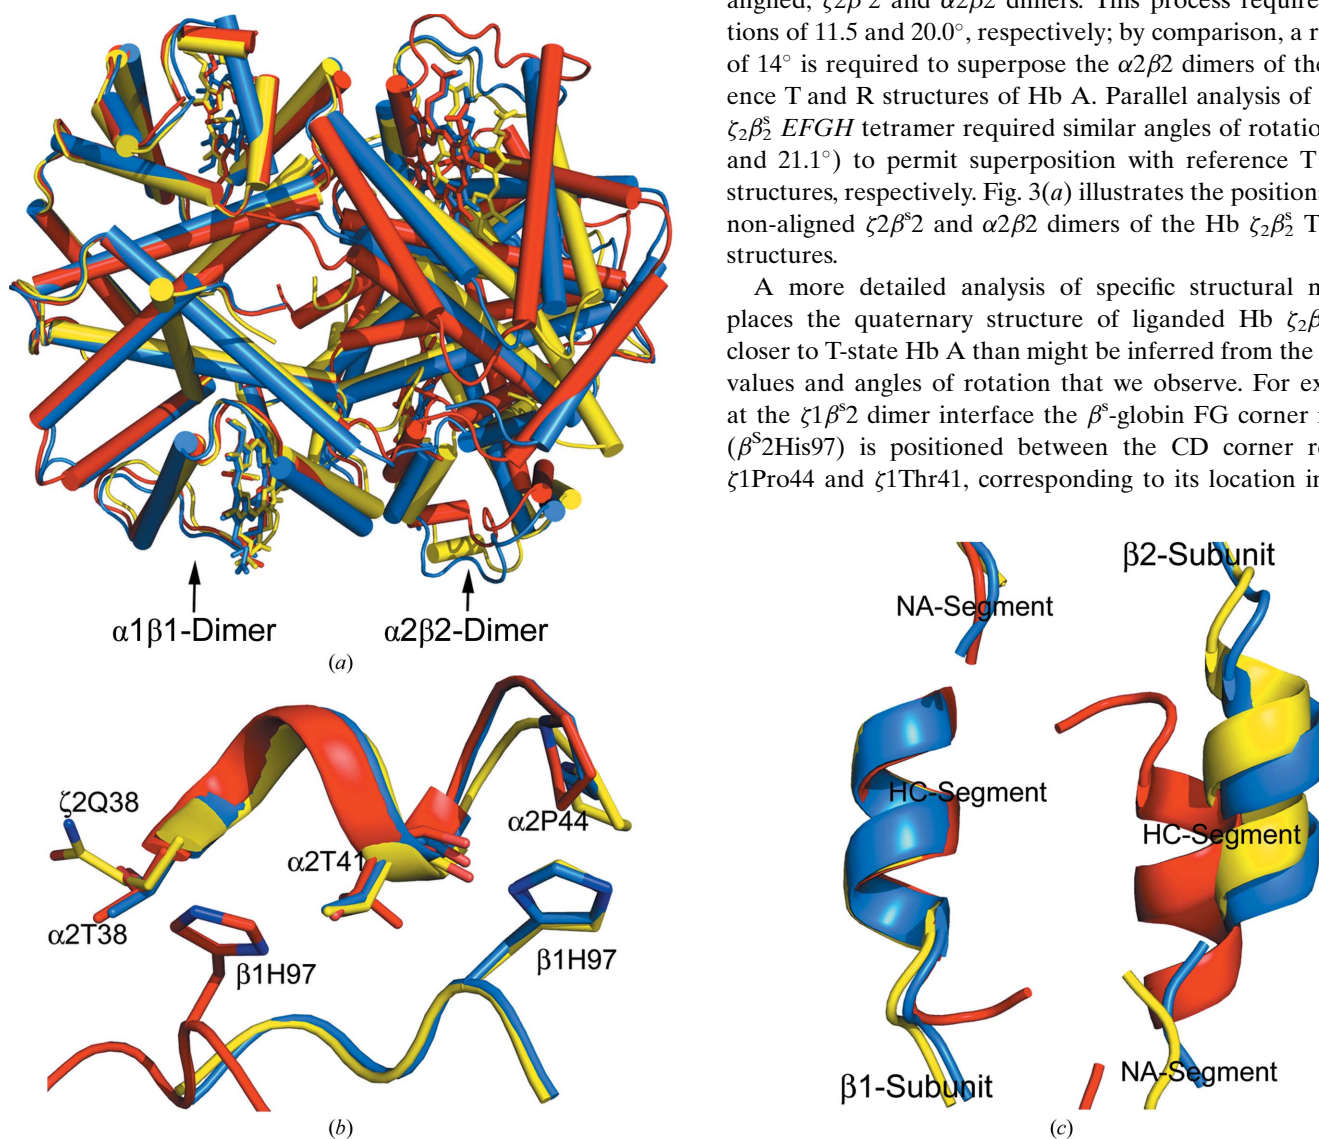 aligned, ζ2β^s2 and α2β2 dimers. This process require
tions of 11.5 and 20.0°, respectively; by comparison, a r
of 14° is required to superpose the α2β2 dimers of the
ence T and R structures of Hb A. Parallel analysis of
ζ₂β₂^s EFGH tetramer required similar angles of rotatio
and 21.1°) to permit superposition with reference T
structures, respectively. Fig. 3(a) illustrates the positions
non-aligned ζ2β^s2 and α2β2 dimers of the Hb ζ₂β₂^s T
structures.
A more detailed analysis of specific structural m
places the quaternary structure of liganded Hb ζ₂β
closer to T-state Hb A than might be inferred from the
values and angles of rotation that we observe. For ex
at the ζ1β^s2 dimer interface the β^s-globin FG corner r
(β^s2His97) is positioned between the CD corner re
ζ1Pro44 and ζ1Thr41, corresponding to its location in
α1β1-Dimer
α2β2-Dimer
(a)
ζ2Q38
α2T38
α2T41
α2P44
β1H97
β1H97
(b)
β2-Subunit
NA-Segment
HC-Segment
HC-Segment
NA-Segment
β1-Subunit
(c)